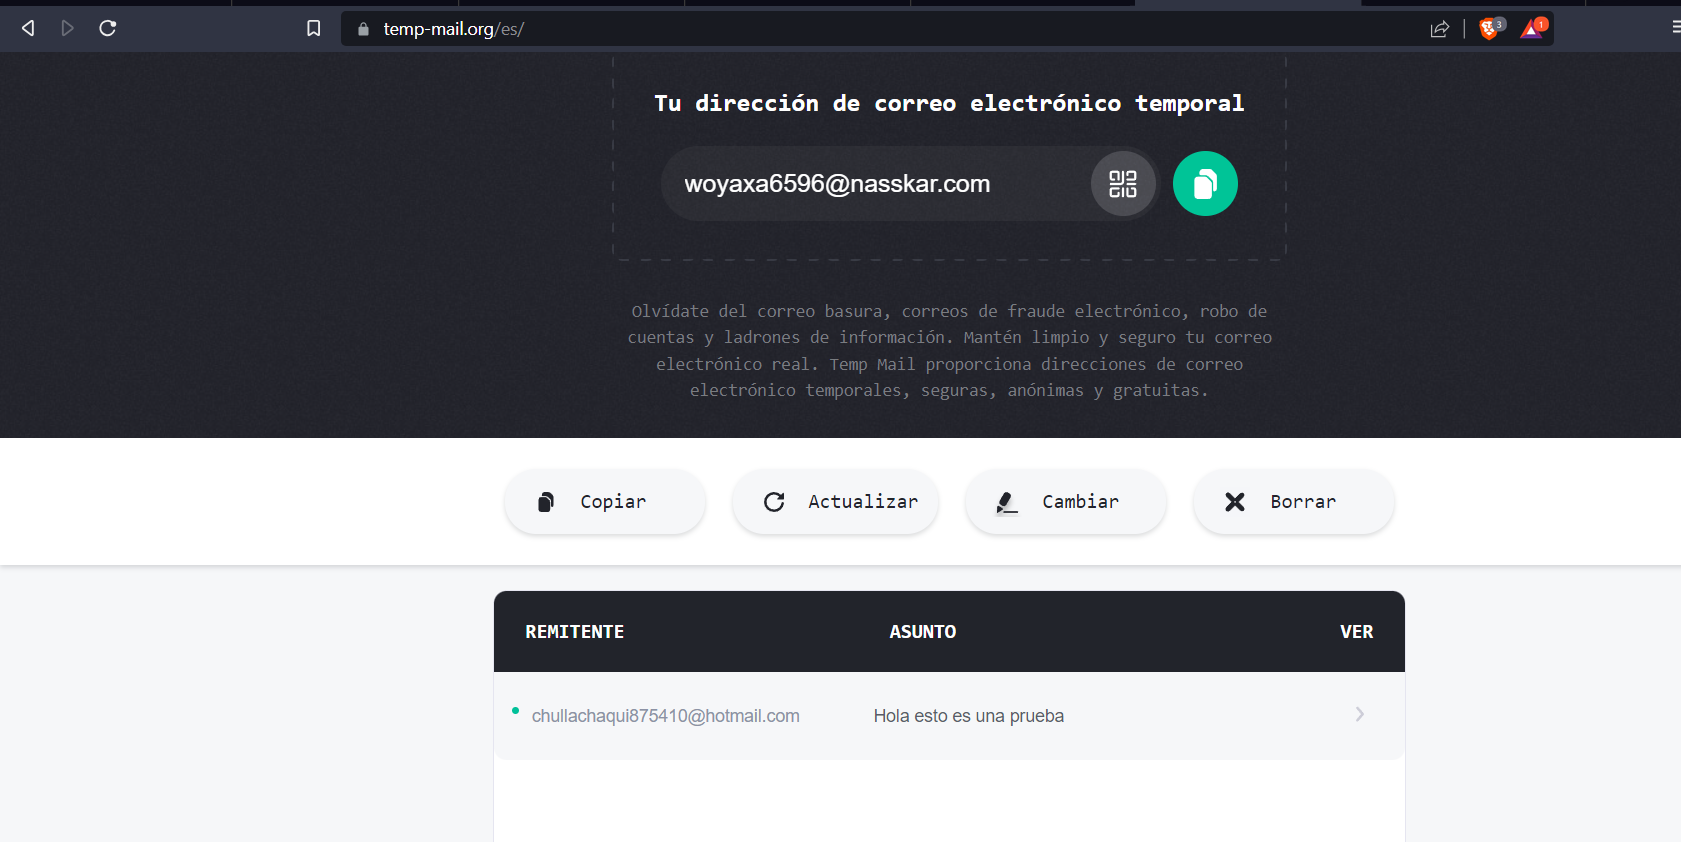 temp-mail.org/es/
3
1
Tu dirección de correo electrónico temporal
woyaxa6596@nasskar.com
Olvídate del correo basura, correos de fraude electrónico, robo de
cuentas y ladrones de información. Mantén limpio y seguro tu correo
electrónico real. Temp Mail proporciona direcciones de correo
electrónico temporales, seguras, anónimas y gratuitas.
Copiar
Actualizar
Cambiar
Borrar
REMITENTE ASUNTO VER
chullachaqui875410@hotmail.com Hola esto es una prueba